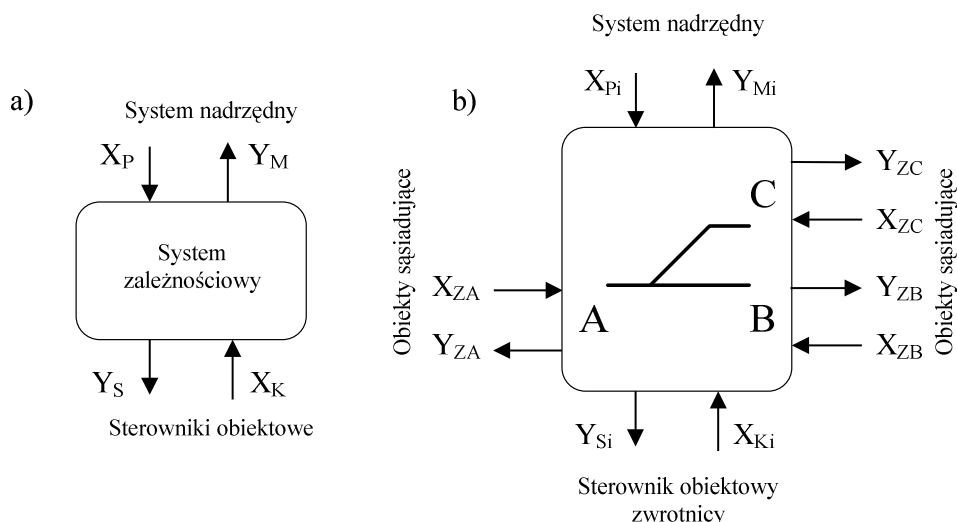 a)
System nadrzędny
X_P
Y_M
System
zależnościowy
Y_S
X_K
Sterowniki obiektowe
b)
System nadrzędny
X_Pi
Y_Mi
Obiekty sąsiadujące
X_ZA
Y_ZA
A
C
B
Y_ZC
X_ZC
Y_ZB
X_ZB
Obiekty sąsiadujące
Y_Si
X_Ki
Sterownik obiektowy
zwrotnicy